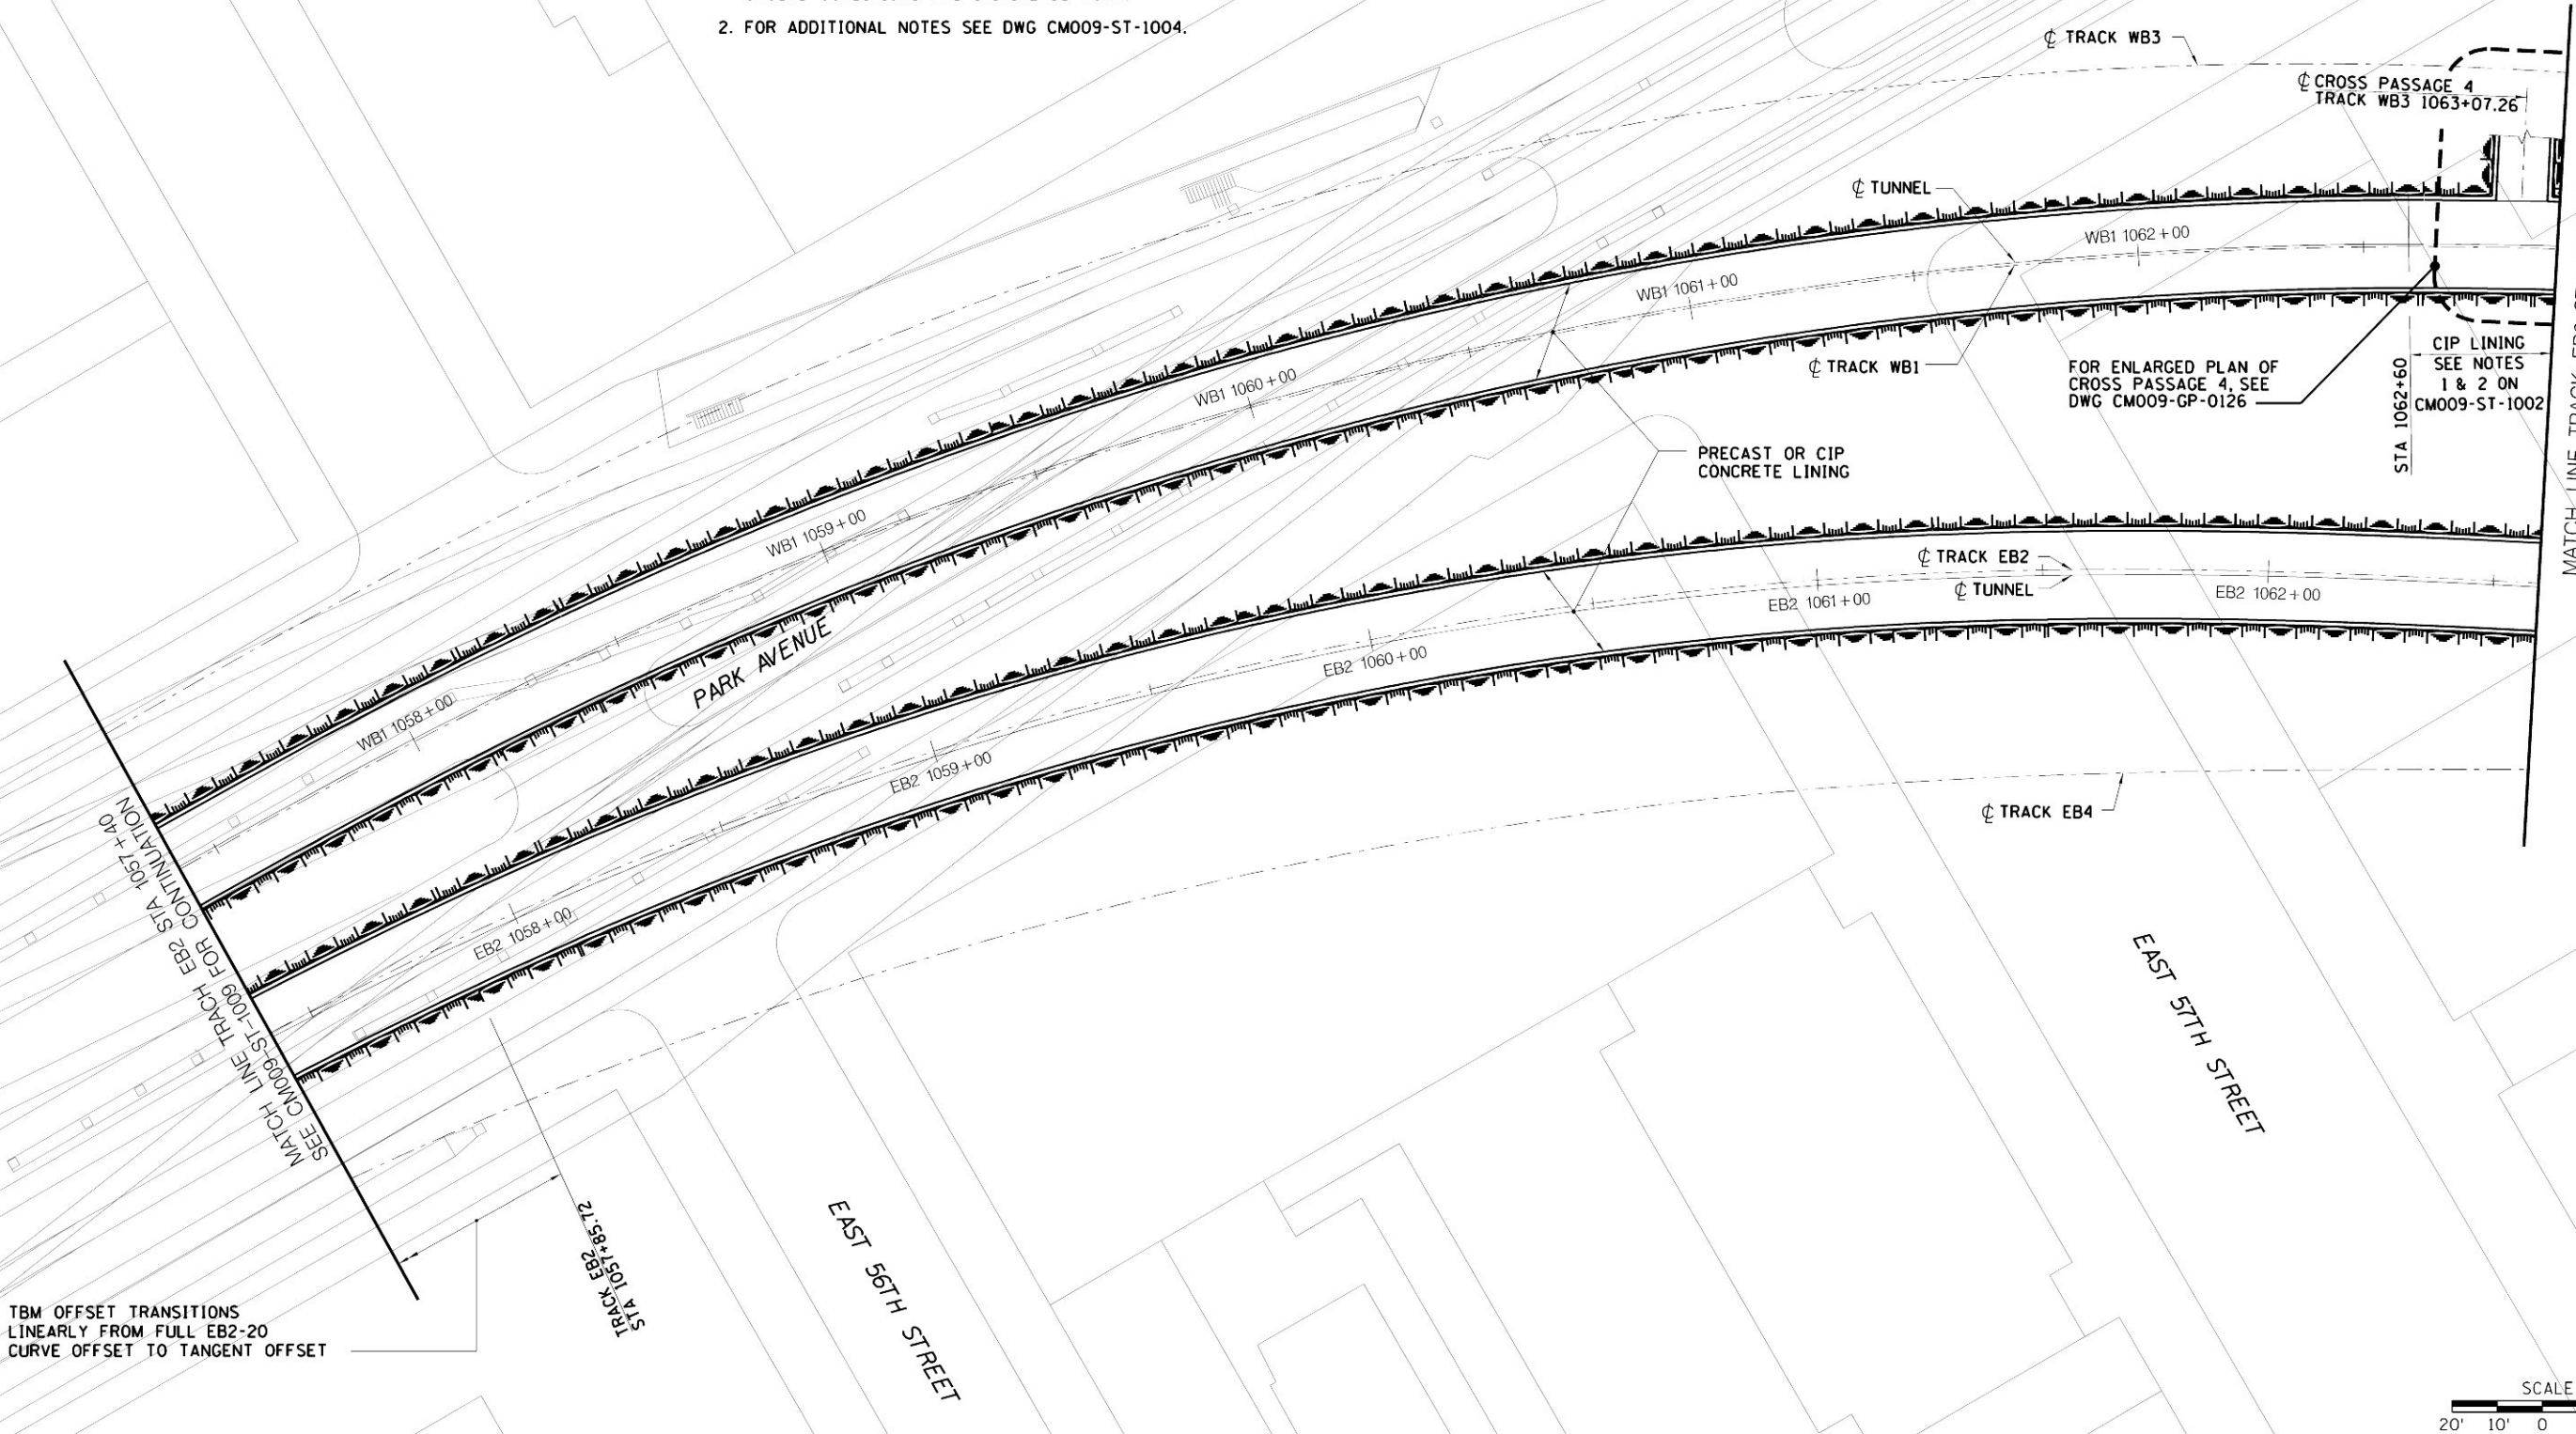 2. FOR ADDITIONAL NOTES SEE DWG CM009-ST-1004.
℄ TRACK WB3
℄ CROSS PASSAGE 4
TRACK WB3 1063+07.26
℄ TUNNEL
WB1 1062+00
WB1 1061+00
℄ TRACK WB1
FOR ENLARGED PLAN OF
CROSS PASSAGE 4, SEE
DWG CM009-GP-0126
STA 1062+60
CIP LINING
SEE NOTES
1 & 2 ON
CM009-ST-1002
MATCH LINE TRACK
WB1 1060+00
PRECAST OR CIP
CONCRETE LINING
WB1 1059+00
℄ TRACK EB2
℄ TUNNEL
EB2 1061+00
EB2 1062+00
PARK AVENUE
EB2 1060+00
WB1 1058+00
EB2 1059+00
℄ TRACK EB4
EB2 1058+00
MATCH LINE TRACH EB2 STA 1057+40
SEE CM009-ST-1009 FOR CONTINUATION
EAST 57TH STREET
TRACK EB2
STA 1057+85.72
EAST 56TH STREET
TBM OFFSET TRANSITIONS
LINEARLY FROM FULL EB2-20
CURVE OFFSET TO TANGENT OFFSET
SCALE
20' 10' 0